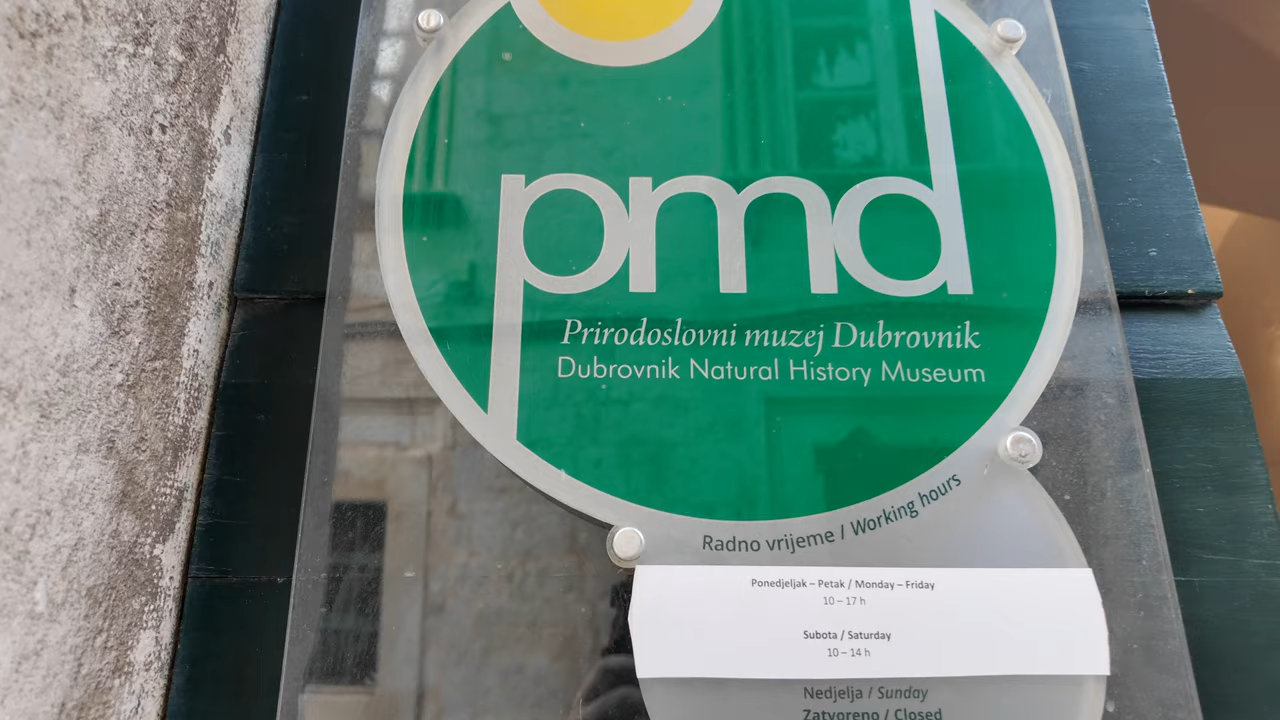 pmd
Prirodoslovni muzej Dubrovnik
Dubrovnik Natural History Museum
Radno vrijeme / Working hours
Ponedjeljak – Petak / Monday – Friday
10 – 17 h
Subota / Saturday
10 – 14 h
Nedjelja / Sunday
Zatvoreno / Closed